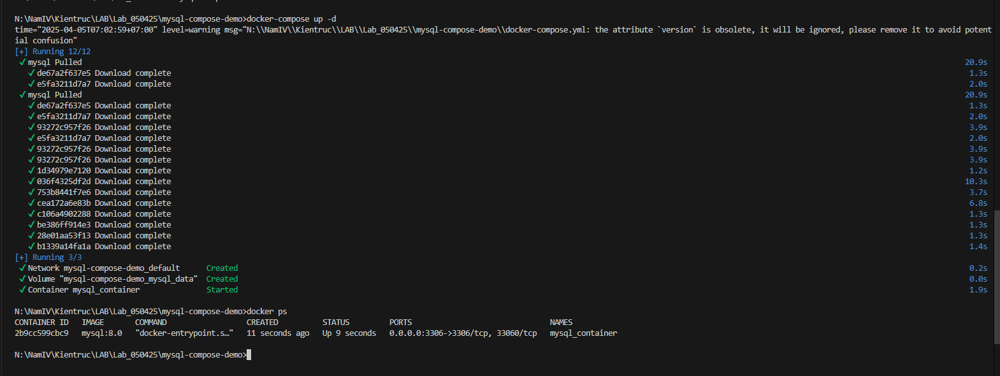 N:\NamIV\Kientruc\LAB\Lab_050425\mysql-compose-demo>docker-compose up -d
time="2025-04-05T07:02:59+07:00" level=warning msg="N:\\NamIV\\Kientruc\\LAB\\Lab_050425\\mysql-compose-demo\\docker-compose.yml: the attribute `version` is obsolete, it will be ignored, please remove it to avoid potent
ial confusion"
[+] Running 12/12
✓ mysql Pulled 20.9s
✓ de67a2f637e5 Download complete 1.3s
✓ e5fa3211d7a7 Download complete 2.0s
✓ mysql Pulled 20.9s
✓ de67a2f637e5 Download complete 1.3s
✓ e5fa3211d7a7 Download complete 2.0s
✓ 93272c957f26 Download complete 3.9s
✓ e5fa3211d7a7 Download complete 2.0s
✓ 93272c957f26 Download complete 3.9s
✓ 93272c957f26 Download complete 3.9s
✓ 1d34979e7120 Download complete 1.2s
✓ 036f4325df2d Download complete 10.3s
✓ 753b8441f7e6 Download complete 3.7s
✓ cea172a6e83b Download complete 6.8s
✓ c106a4902288 Download complete 1.3s
✓ be386ff914e3 Download complete 1.3s
✓ 28e01aa53f13 Download complete 1.3s
✓ b1339a14fa1a Download complete 1.4s
[+] Running 3/3
✓ Network mysql-compose-demo_default Created 0.2s
✓ Volume "mysql-compose-demo_mysql_data" Created 0.0s
✓ Container mysql_container Started 1.9s
N:\NamIV\Kientruc\LAB\Lab_050425\mysql-compose-demo>docker ps
CONTAINER ID IMAGE COMMAND CREATED STATUS PORTS NAMES
2b9cc599cbc9 mysql:8.0 "docker-entrypoint.s…" 11 seconds ago Up 9 seconds 0.0.0.0:3306->3306/tcp, 33060/tcp mysql_container
N:\NamIV\Kientruc\LAB\Lab_050425\mysql-compose-demo>